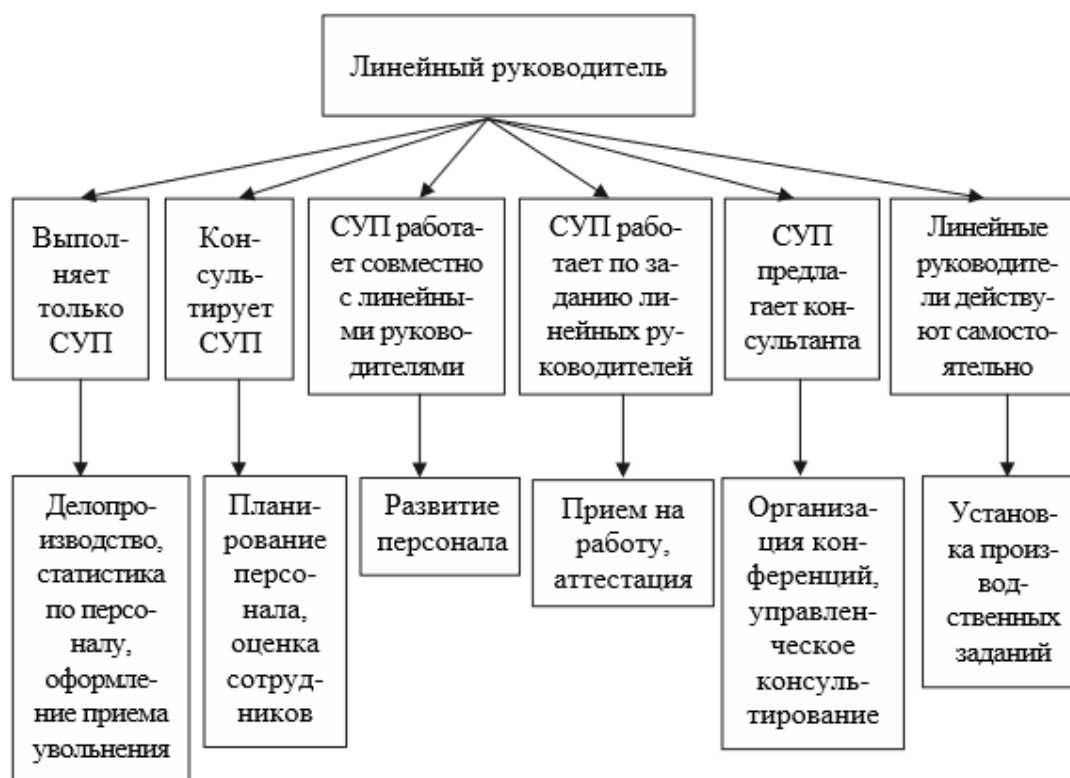 Линейный руководитель
Выпол-
няет
только
СУП
Кон-
суль-
тирует
СУП
СУП работа-
ет совместно
с линейны-
ми руково-
дителями
СУП рабо-
тает по за-
данию ли-
нейных ру-
ководителей
СУП
предла-
гает кон-
сультанта
Линейные
руководите-
ли действу-
ют самосто-
ятельно
Делопро-
изводство,
статистика
по персо-
налу,
оформле-
ние приема
увольнения
Плани-
рование
персо-
нала,
оценка
сотруд-
ников
Развитие
персонала
Прием на
работу,
аттестация
Организа-
ция кон-
ференций,
управлен-
ческое
консуль-
тирование
Установ-
ка произ-
вод-
ственных
заданий